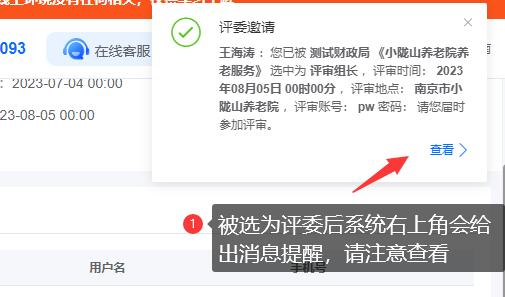 评委邀请
093
在线客服
王海涛： 您已被 测试财政局 《小陇山养老院养
老服务》 选中为 评审组长 ，评审时间： 2023
年08月05日 00时00分 ，评审地点： 南京市小
陇山养老院 ，评审账号： pw 密码： 请您届时
参加评审。
南
：2023-07-04 00:00
23-08-05 00:00
查看
1
被选为评委后系统右上角会给
出消息提醒，请注意查看
用户名
手机号